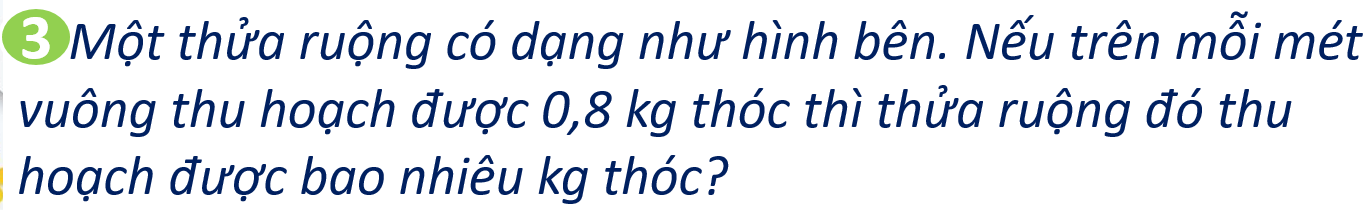 3 Một thửa ruộng có dạng như hình bên. Nếu trên mỗi mét
vuông thu hoạch được 0,8 kg thóc thì thửa ruộng đó thu
hoạch được bao nhiêu kg thóc?